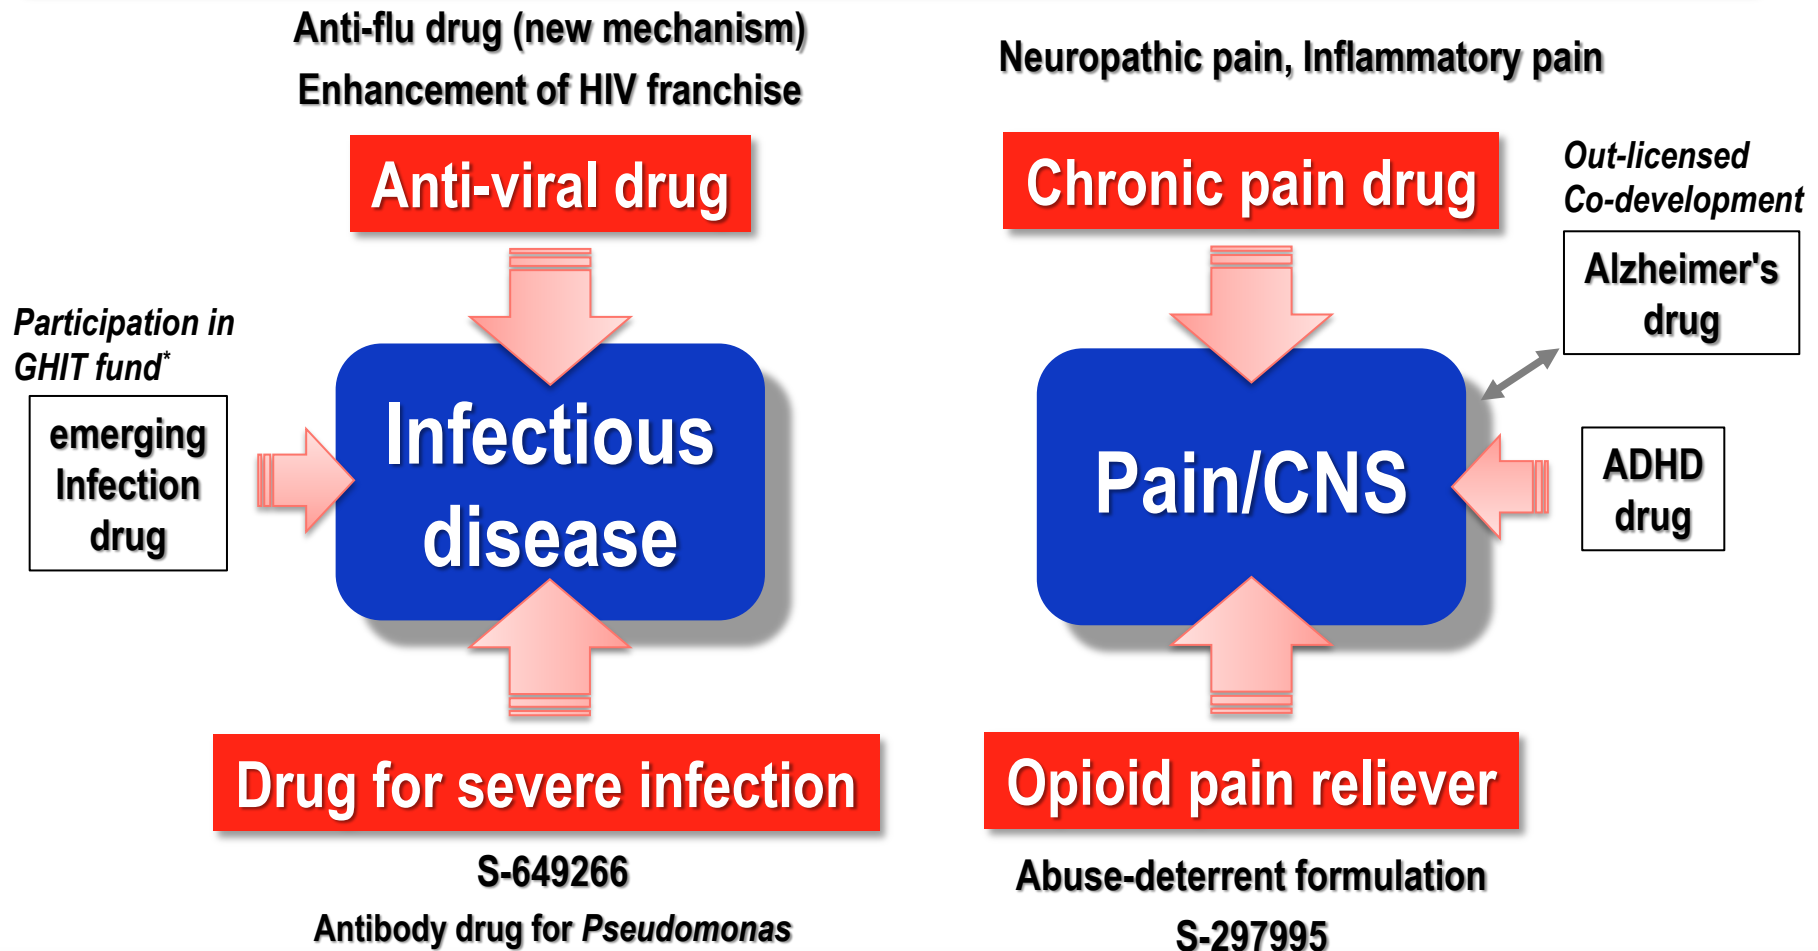 Anti-flu drug (new mechanism)
Enhancement of HIV franchise
Anti-viral drug
Participation in
GHIT fund*
emerging
Infection
drug
Infectious
disease
Drug for severe infection
S-649266
Antibody drug for Pseudomonas
Neuropathic pain, Inflammatory pain
Chronic pain drug
Out-licensed
Co-development
Alzheimer's
drug
Pain/CNS
ADHD
drug
Opioid pain reliever
Abuse-deterrent formulation
S-297995